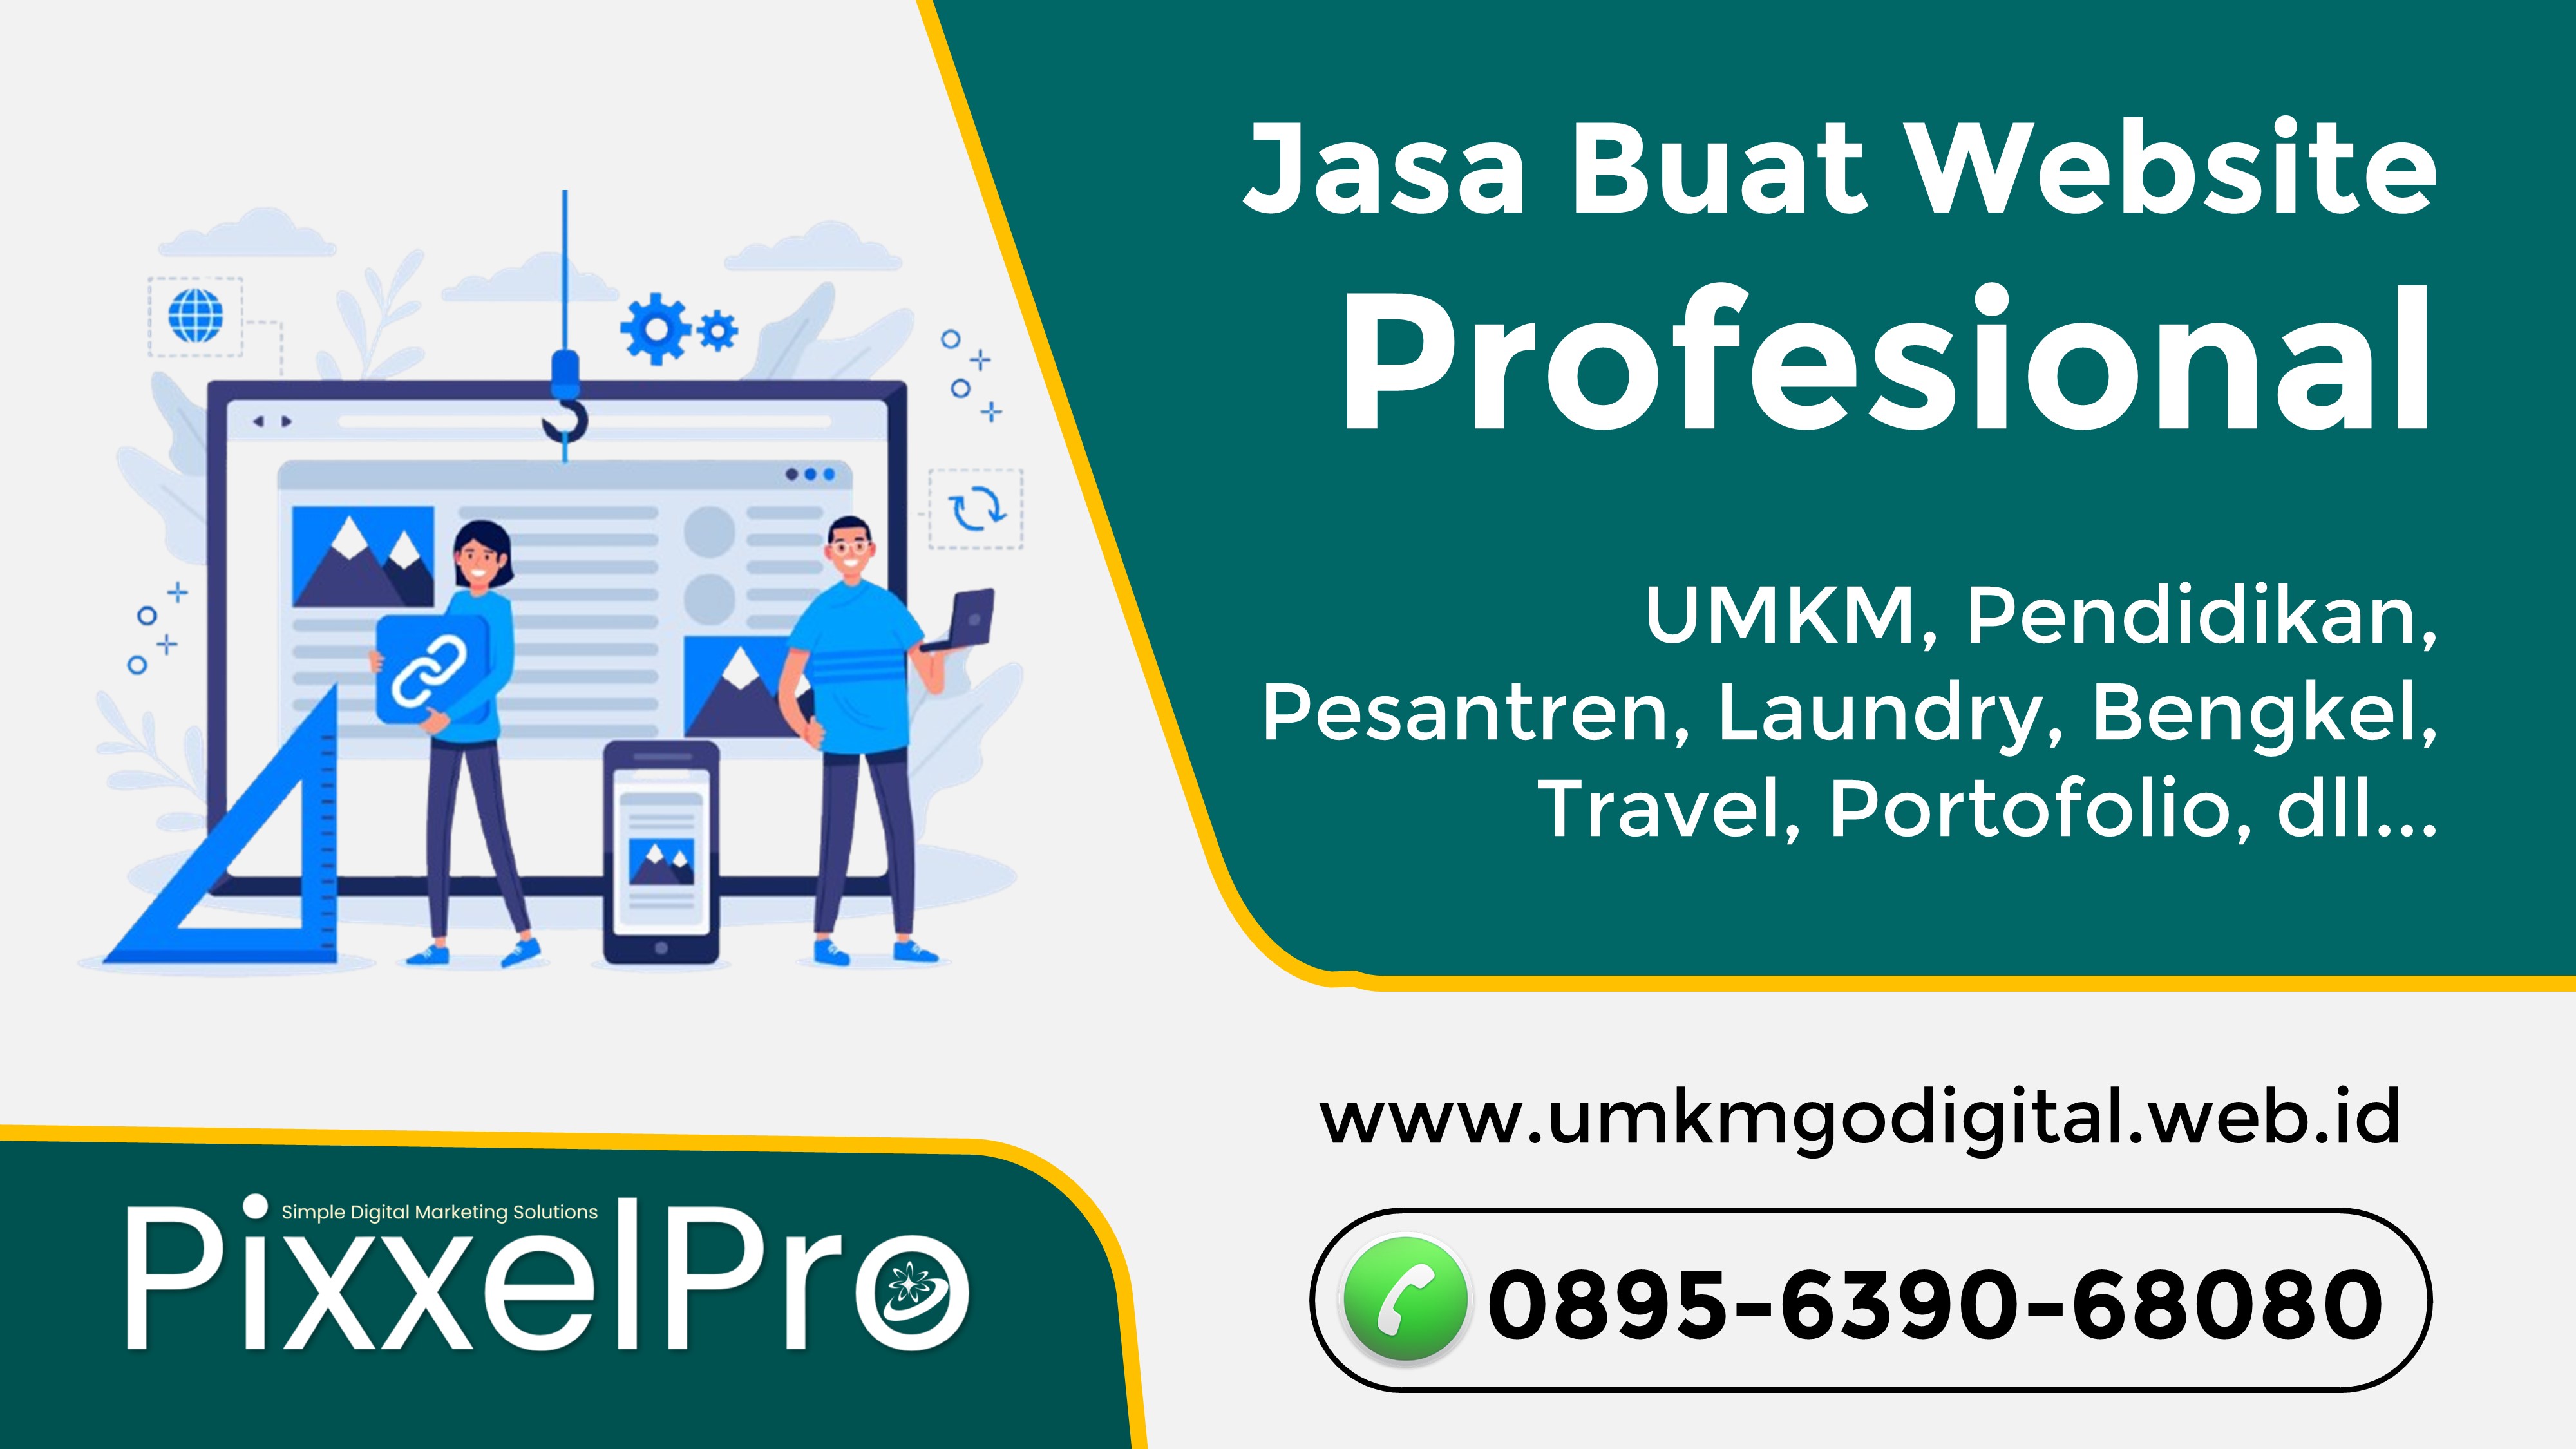 Jasa Buat Website
Profesional
UMKM, Pendidikan,
Pesantren, Laundry, Bengkel,
Travel, Portofolio, dll...
www.umkmgodigital.web.id
0895-6390-68080
Simple Digital Marketing Solutions
PixxelPro